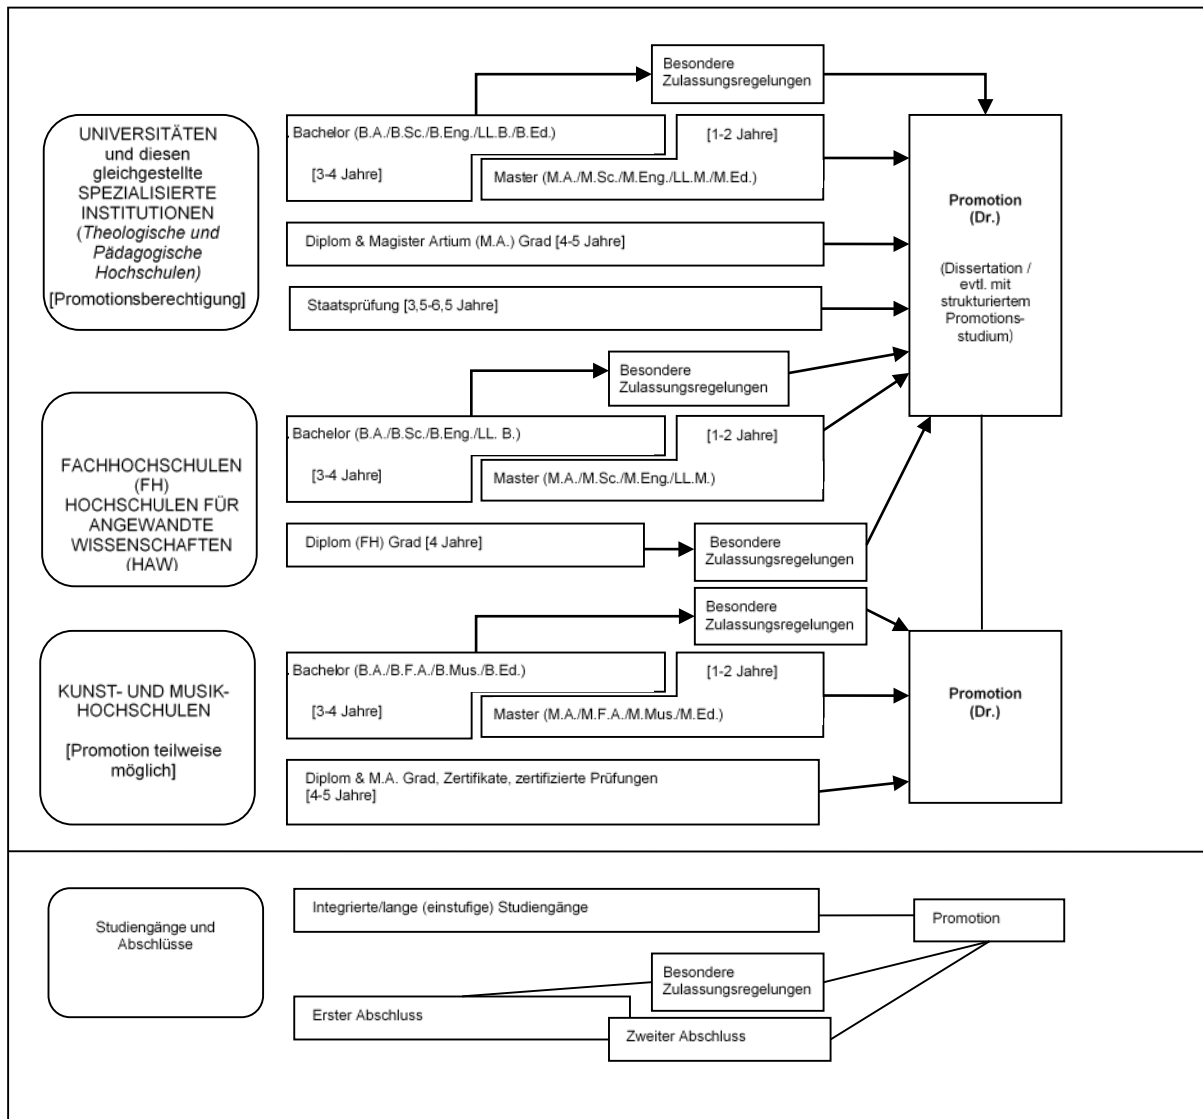 Besondere
Zulassungsregelungen
UNIVERSITÄTEN
und diesen
gleichgestellte
SPEZIALISIERTE
INSTITUTIONEN
(Theologische und
Pädagogische
Hochschulen)
[Promotionsberechtigung]
Bachelor (B.A./B.Sc./B.Eng./LL.B./B.Ed.)
[3-4 Jahre]
[1-2 Jahre]
Master (M.A./M.Sc./M.Eng./LL.M./M.Ed.)
Diplom & Magister Artium (M.A.) Grad [4-5 Jahre]
Staatsprüfung [3,5-6,5 Jahre]
Promotion
(Dr.)
(Dissertation /
evtl. mit
strukturiertem
Promotions-
studium)
Besondere
Zulassungsregelungen
FACHHOCHSCHULEN
(FH)
HOCHSCHULEN FÜR
ANGEWANDTE
WISSENSCHAFTEN
(HAW)
Bachelor (B.A./B.Sc./B.Eng./LL. B.)
[3-4 Jahre]
[1-2 Jahre]
Master (M.A./M.Sc./M.Eng./LL.M.)
Diplom (FH) Grad [4 Jahre]
Besondere
Zulassungsregelungen
Besondere
Zulassungsregelungen
KUNST- UND MUSIK-
HOCHSCHULEN
[Promotion teilweise
möglich]
Bachelor (B.A./B.F.A./B.Mus./B.Ed.)
[3-4 Jahre]
[1-2 Jahre]
Master (M.A./M.F.A./M.Mus./M.Ed.)
Diplom & M.A. Grad, Zertifikate, zertifizierte Prüfungen
[4-5 Jahre]
Promotion
(Dr.)
Studiengänge und
Abschlüsse
Integrierte/lange (einstufige) Studiengänge
Promotion
Besondere
Zulassungsregelungen
Erster Abschluss
Zweiter Abschluss